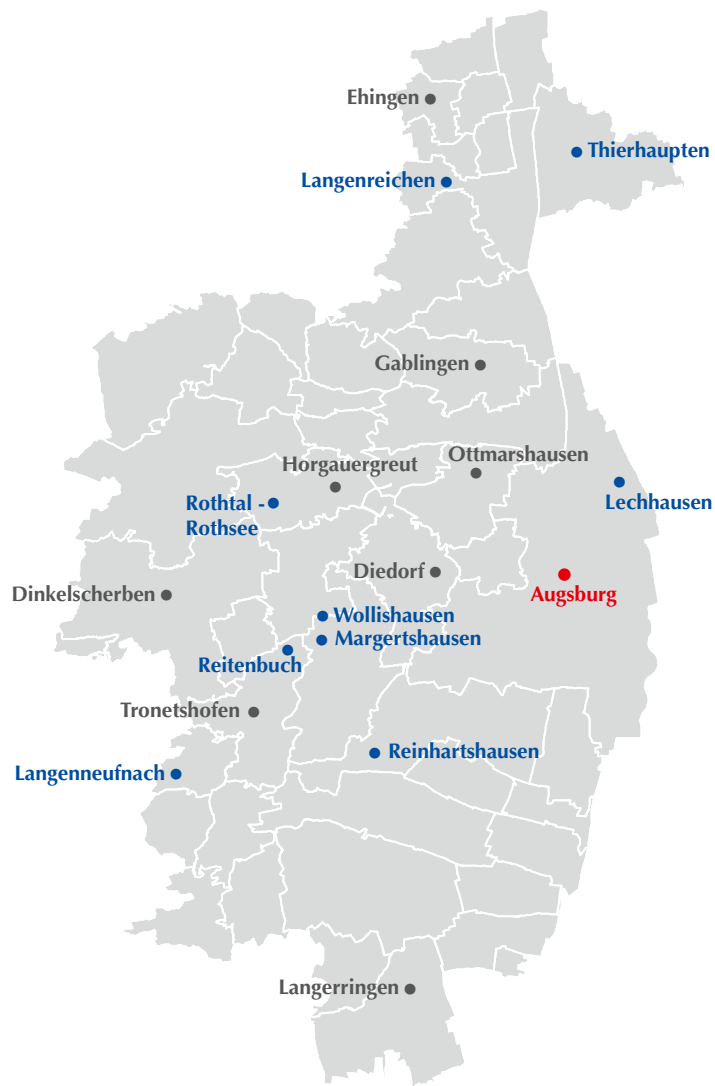 Ehingen
Thierhaupten
Langenreichen
Gablingen
Ottmarshausen
Horgauergreut
Lechhausen
Rothtal -
Rothsee
Diedorf
Augsburg
Dinkelscherben
Wollishausen
Margertshausen
Reitenbuch
Tronetshofen
Reinhartshausen
Langenneufnach
Langerringen